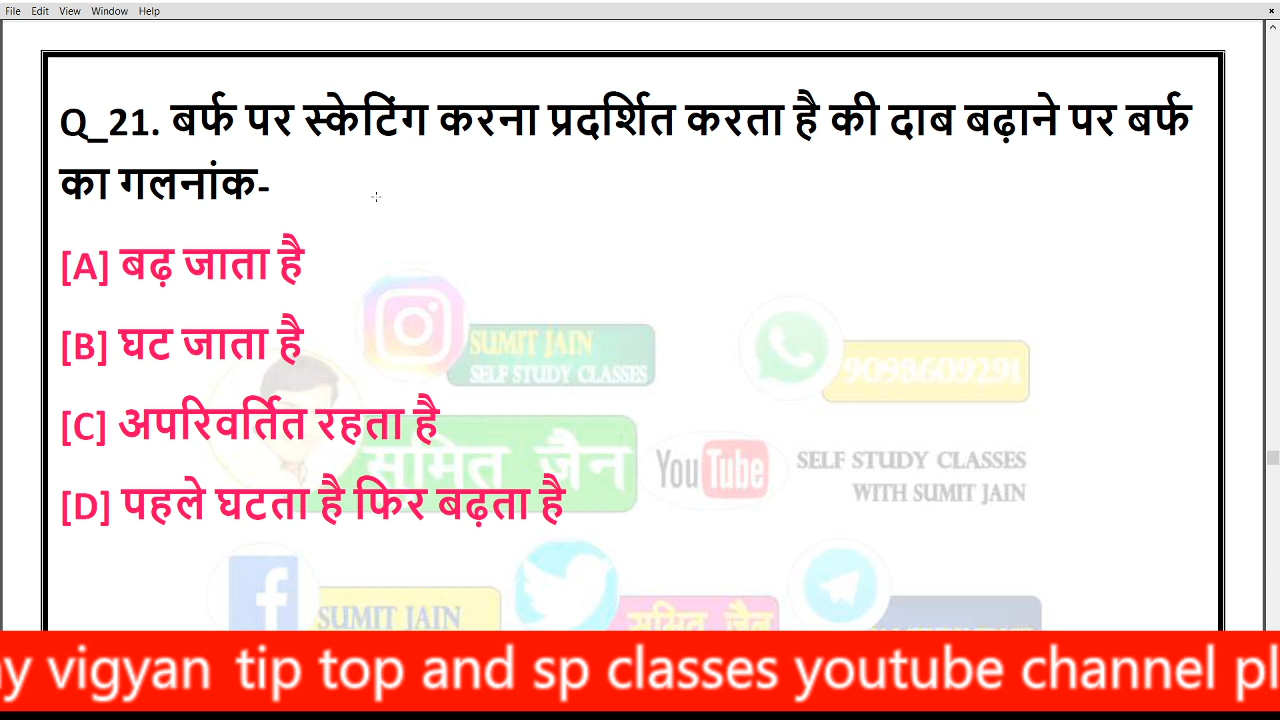 File Edit View Window Help
Q_21. बर्फ पर स्केटिंग करना प्रदर्शित करता है की दाब बढ़ाने पर बर्फ
का गलनांक-
[A] बढ़ जाता है
[B] घट जाता है
[C] अपरिवर्तित रहता है
[D] पहले घटता है फिर बढ़ता है
SUMIT JAIN
SELF STUDY CLASSES
9098609291
समित जैन
YouTube
SELF STUDY CLASSES
WITH SUMIT JAIN
SUMIT JAIN
समित जैन
vigyan tip top and sp classes youtube channel